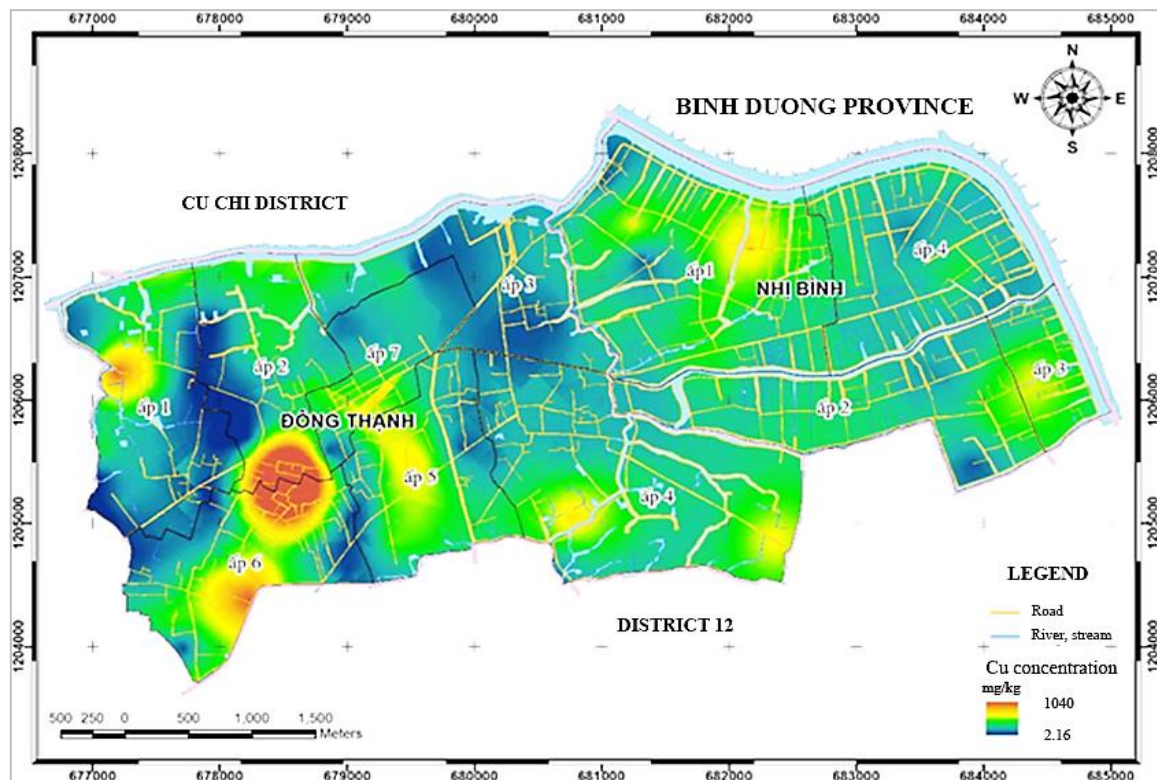 677000 678000 679000 680000 681000 682000 683000 684000 685000
N
W E
S
BINH DUONG PROVINCE
1208000 1208000
CU CHI DISTRICT
1207000 1207000
ấp 3
ấp1
ấp 4
NHỊ BÌNH
ấp 2
ấp 7
ấp 3
1206000 1206000
ấp 1
ĐÔNG THẠNH
ấp 2
ấp 5
ấp 4
1205000 1205000
ấp 6
LEGEND
Road
DISTRICT 12
River, stream
1204000 1204000
Cu concentration
mg/kg
1040
2.16
500 250 0 500 1,000 1,500
Meters
677000 678000 679000 680000 681000 682000 683000 684000 685000